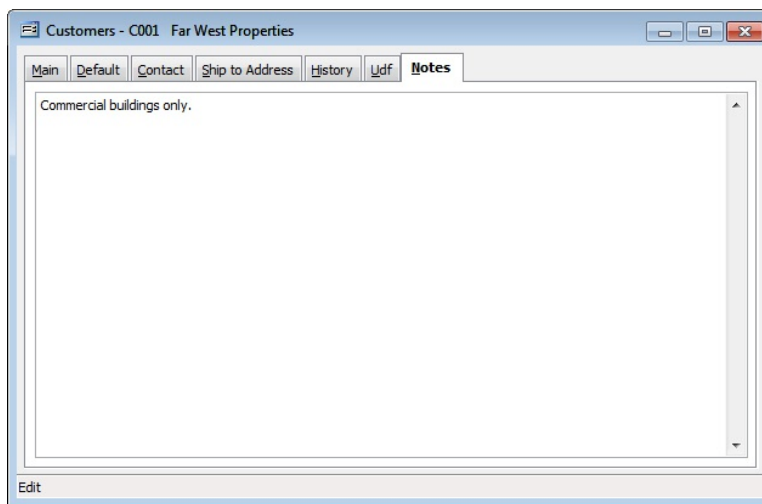 Customers - C001 Far West Properties
Main Default Contact Ship to Address History Udf Notes
Commercial buildings only.
Edit